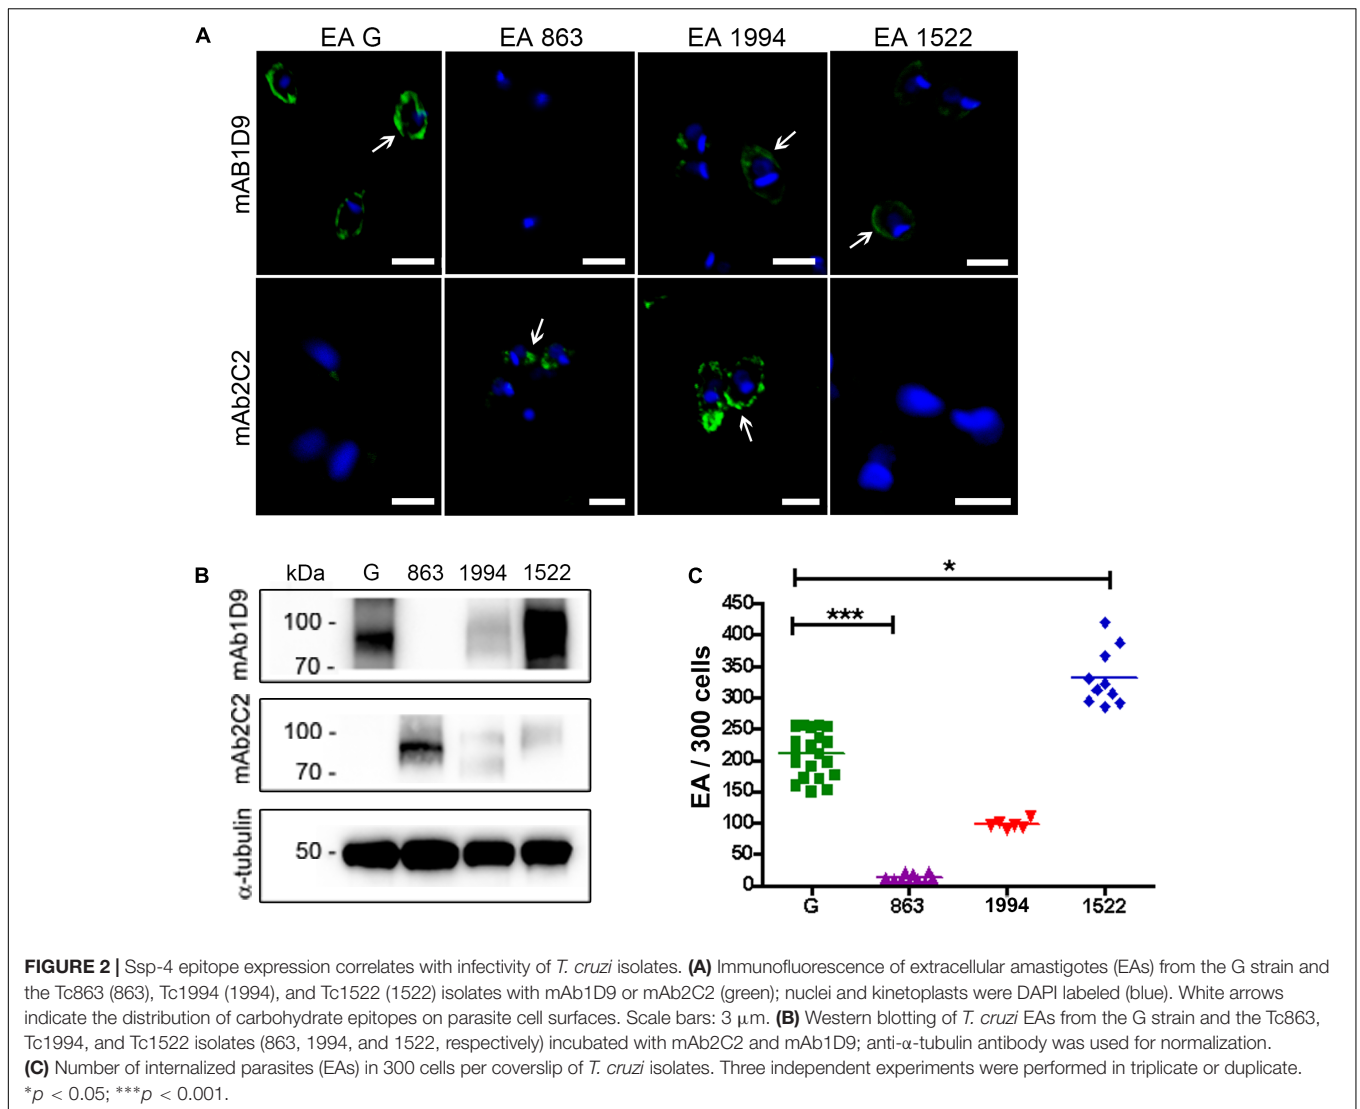 A
EA G EA 863 EA 1994 EA 1522
mAB1D9
mAb2C2
B
kDa G 863 1994 1522
mAb1D9
100 -
70 -
mAb2C2
100 -
70 -
α-tubulin
50 -
C
*
***
EA / 300 cells
450
400
350
300
250
200
150
100
50
0
G 863 1994 1522
FIGURE 2 | Ssp-4 epitope expression correlates with infectivity of T. cruzi isolates. (A) Immunofluorescence of extracellular amastigotes (EAs) from the G strain and
the Tc863 (863), Tc1994 (1994), and Tc1522 (1522) isolates with mAb1D9 or mAb2C2 (green); nuclei and kinetoplasts were DAPI labeled (blue). White arrows
indicate the distribution of carbohydrate epitopes on parasite cell surfaces. Scale bars: 3 μm. (B) Western blotting of T. cruzi EAs from the G strain and the Tc863,
Tc1994, and Tc1522 isolates (863, 1994, and 1522, respectively) incubated with mAb2C2 and mAb1D9; anti-α-tubulin antibody was used for normalization.
(C) Number of internalized parasites (EAs) in 300 cells per coverslip of T. cruzi isolates. Three independent experiments were performed in triplicate or duplicate.
*p < 0.05; ***p < 0.001.